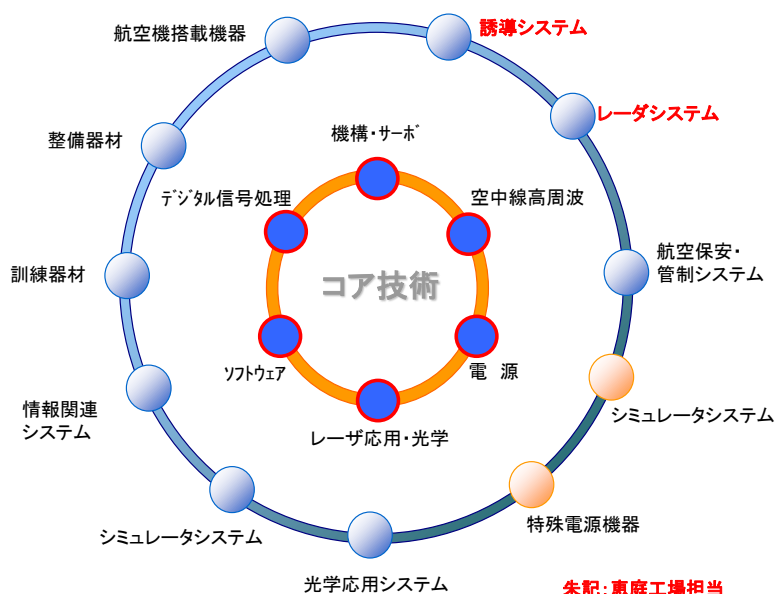 航空機搭載機器
誘導システム
レーダシステム
整備器材
機構・サーボ
デジタル信号処理
空中線高周波
訓練器材
コア技術
航空保安・
管制システム
ソフトウェア
電 源
情報関連
システム
レーザ応用・光学
シミュレータシステム
シミュレータシステム
特殊電源機器
光学応用システム
朱記：恵庭工場担当